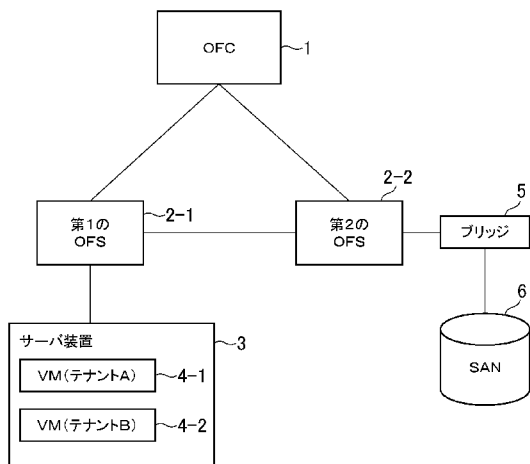 OFC
1
第1の
OFS
2-1
第2の
OFS
2-2
ブリッジ
5
SAN
6
サーバ装置
3
VM(テナントA)
4-1
VM(テナントB)
4-2